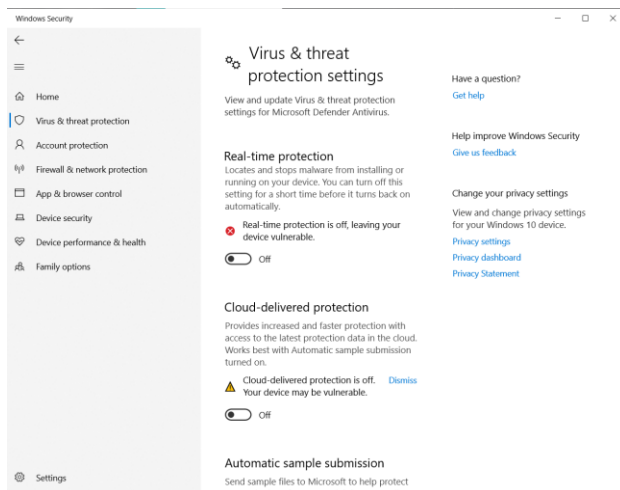 Windows Security
Home
Virus & threat protection
Account protection
Firewall & network protection
App & browser control
Device security
Device performance & health
Family options
Settings
Virus & threat
protection settings
View and update Virus & threat protection
settings for Microsoft Defender Antivirus.
Real-time protection
Locates and stops malware from installing or
running on your device. You can turn off this
setting for a short time before it turns back on
automatically.
Real-time protection is off, leaving your
device vulnerable.
Off
Cloud-delivered protection
Provides increased and faster protection with
access to the latest protection data in the cloud.
Works best with Automatic sample submission
turned on.
Cloud-delivered protection is off. Dismiss
Your device may be vulnerable.
Off
Automatic sample submission
Send sample files to Microsoft to help protect
Have a question?
Get help
Help improve Windows Security
Give us feedback
Change your privacy settings
View and change privacy settings
for your Windows 10 device.
Privacy settings
Privacy dashboard
Privacy Statement